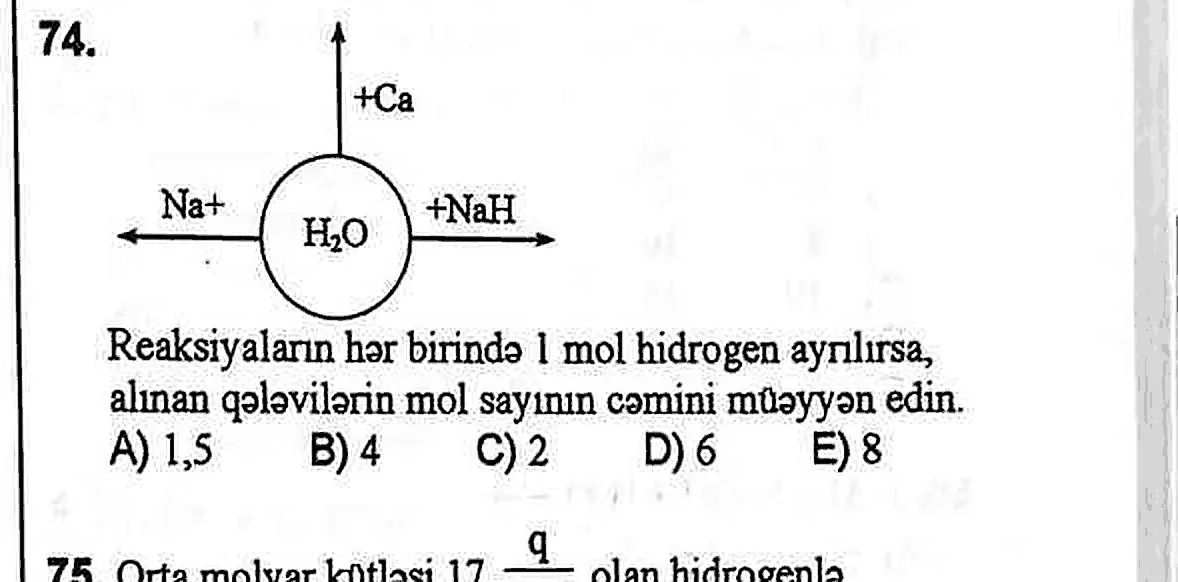 74.
+Ca
Na+
+NaH
H₂O
Reaksiyaların hər birində 1 mol hidrogen ayrılırsa,
alınan qələvilərin mol sayının cəmini müəyyən edin.
A) 1,5 B) 4 C) 2 D) 6 E) 8
q
75. Orta molyar kütləsi 17 — olan hidrogenlə